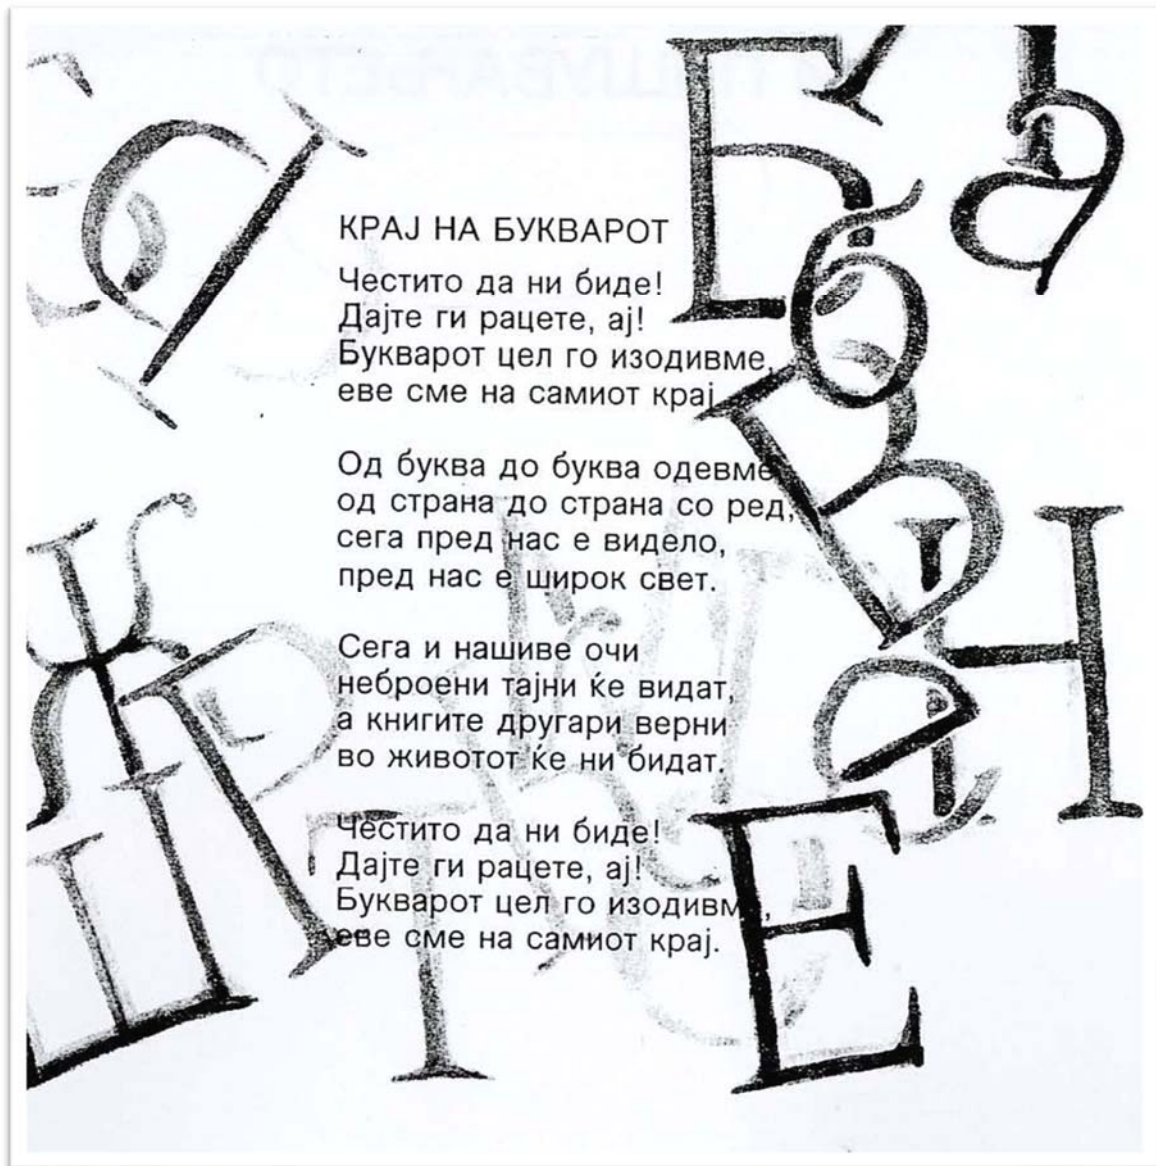 КРАЈ НА БУКВАРОТ
Честито да ни биде!
Дајте ги рацете, ај!
Букварот цел го изодивме,
еве сме на самиот крај
Од буква до буква одевме
од страна до страна со ред,
сега пред нас е видело,
пред нас е широк свет.
Сега и нашиве очи
неброени тајни ќе видат,
а книгите другари верни
во животот ќе ни бидат.
Честито да ни биде!
Дајте ги рацете, ај!
Букварот цел го изодивме,
еве сме на самиот крај.